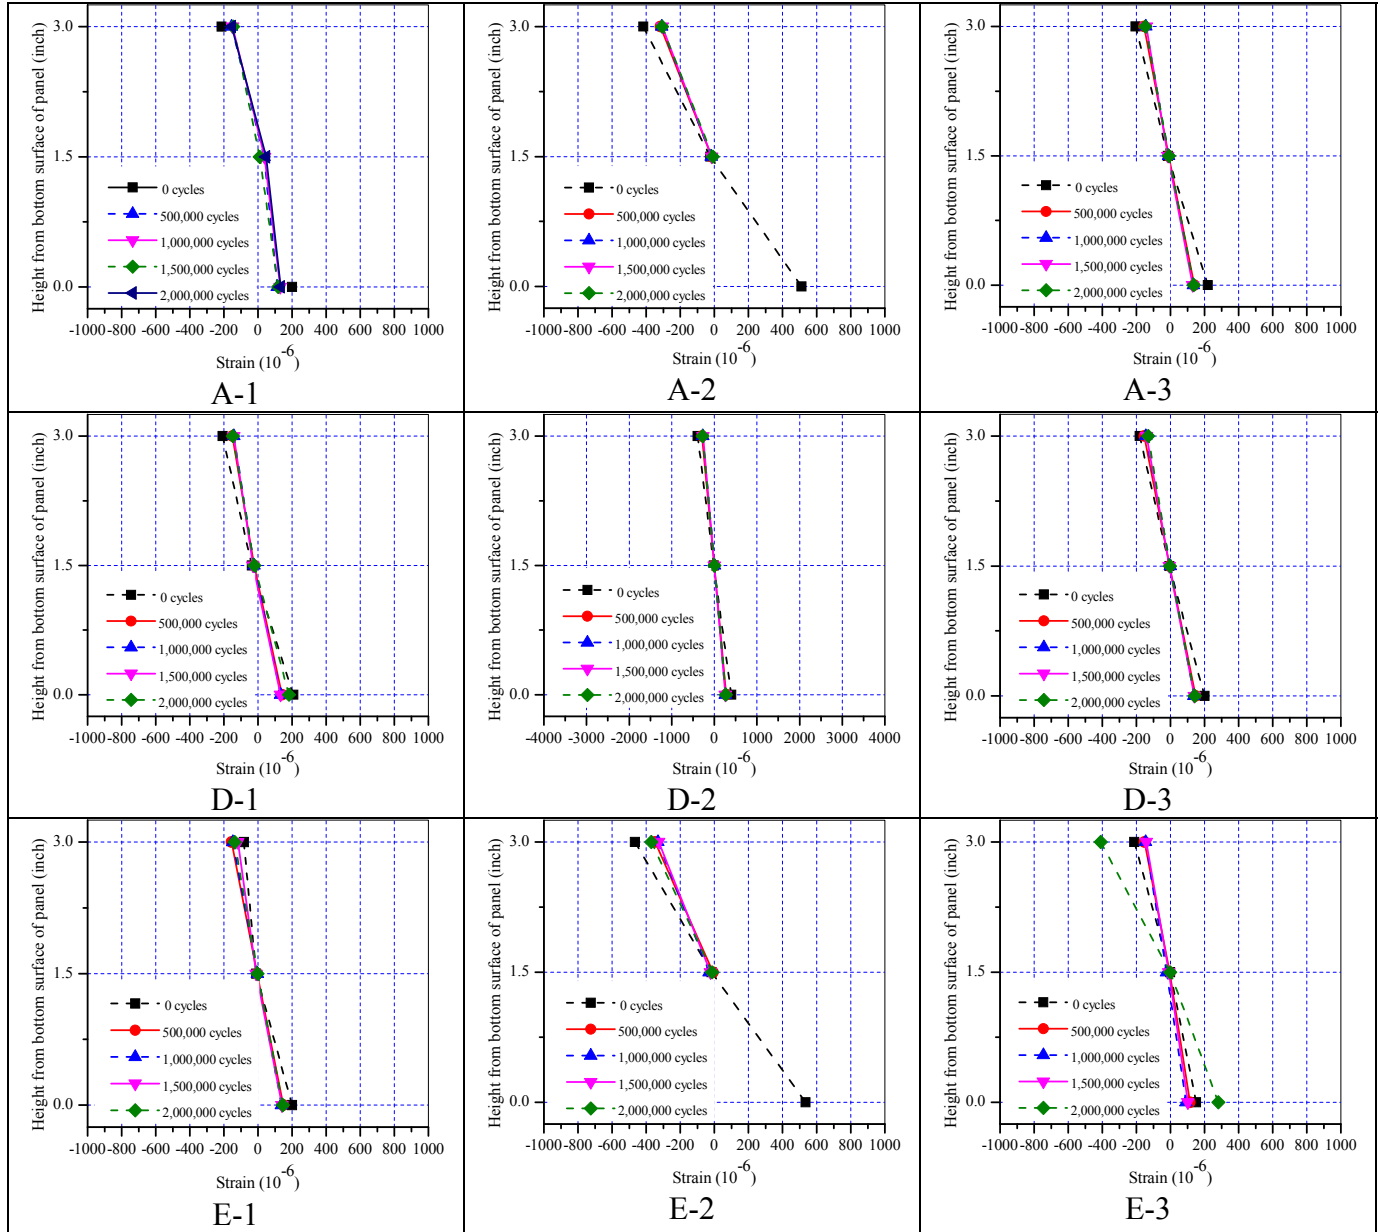 Height from bottom surface of panel (inch)
3.0
1.5
0.0
0 cycles
500,000 cycles
1,000,000 cycles
1,500,000 cycles
2,000,000 cycles
-1000 -800 -600 -400 -200 0 200 400 600 800 1000
Strain (10-6)
A-1
Height from bottom surface of panel (inch)
3.0
1.5
0.0
0 cycles
500,000 cycles
1,000,000 cycles
1,500,000 cycles
2,000,000 cycles
-1000 -800 -600 -400 -200 0 200 400 600 800 1000
Strain (10-6)
A-2
Height from bottom surface of panel (inch)
3.0
1.5
0.0
0 cycles
500,000 cycles
1,000,000 cycles
1,500,000 cycles
2,000,000 cycles
-1000 -800 -600 -400 -200 0 200 400 600 800 1000
Strain (10-6)
A-3
Height from bottom surface of panel (inch)
3.0
1.5
0.0
0 cycles
500,000 cycles
1,000,000 cycles
1,500,000 cycles
2,000,000 cycles
-1000 -800 -600 -400 -200 0 200 400 600 800 1000
Strain (10-6)
D-1
Height from bottom surface of panel (inch)
3.0
1.5
0.0
0 cycles
500,000 cycles
1,000,000 cycles
1,500,000 cycles
2,000,000 cycles
-4000 -3000 -2000 -1000 0 1000 2000 3000 4000
Strain (10-6)
D-2
Height from bottom surface of panel (inch)
3.0
1.5
0.0
0 cycles
500,000 cycles
1,000,000 cycles
1,500,000 cycles
2,000,000 cycles
-1000 -800 -600 -400 -200 0 200 400 600 800 1000
Strain (10-6)
D-3
Height from bottom surface of panel (inch)
3.0
1.5
0.0
0 cycles
500,000 cycles
1,000,000 cycles
1,500,000 cycles
2,000,000 cycles
-1000 -800 -600 -400 -200 0 200 400 600 800 1000
Strain (10-6)
E-1
Height from bottom surface of panel (inch)
3.0
1.5
0.0
0 cycles
500,000 cycles
1,000,000 cycles
1,500,000 cycles
2,000,000 cycles
-1000 -800 -600 -400 -200 0 200 400 600 800 1000
Strain (10-6)
E-2
Height from bottom surface of panel (inch)
3.0
1.5
0.0
0 cycles
500,000 cycles
1,000,000 cycles
1,500,000 cycles
2,000,000 cycles
-1000 -800 -600 -400 -200 0 200 400 600 800 1000
Strain (10-6)
E-3